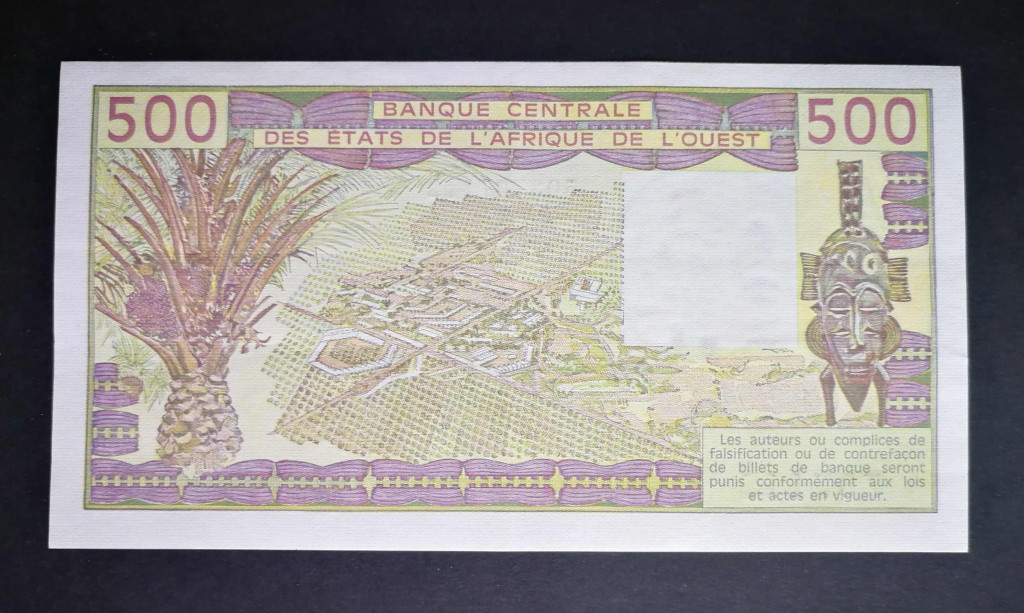 500
BANQUE CENTRALE
DES ÉTATS DE L'AFRIQUE DE L'OUEST
500
Les auteurs ou complices de
falsification ou de contrefaçon
de billets de banque seront
punis conformément aux lois
et actes en vigueur.